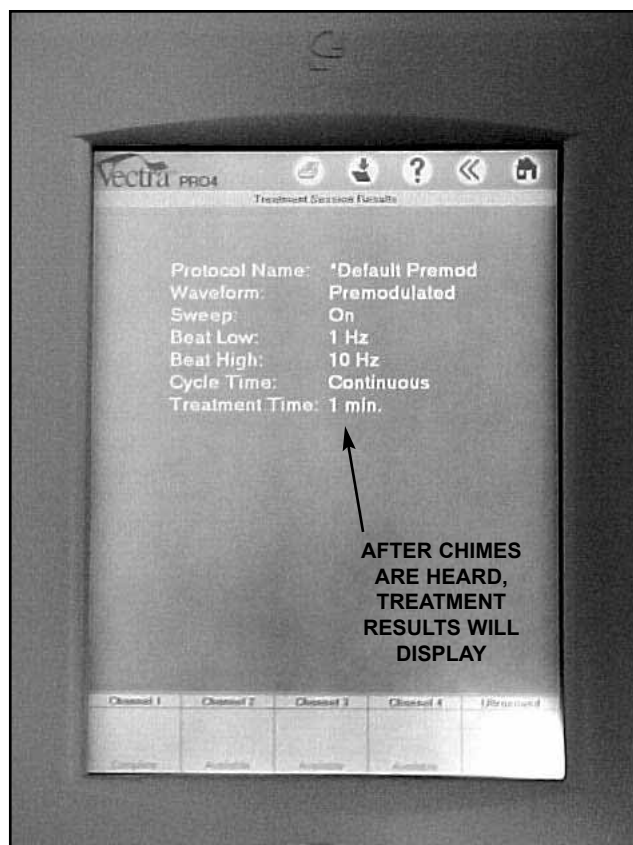 Vectra PRO4
?
Treatment Session Results
Protocol Name: *Default Premod
Waveform: Premodulated
Sweep: On
Beat Low: 1 Hz
Beat High: 10 Hz
Cycle Time: Continuous
Treatment Time: 1 min.
AFTER CHIMES
ARE HEARD,
TREATMENT
RESULTS WILL
DISPLAY
Channel 1 Channel 2 Channel 3 Channel 4 Ultrasound
Complete Available Available Available